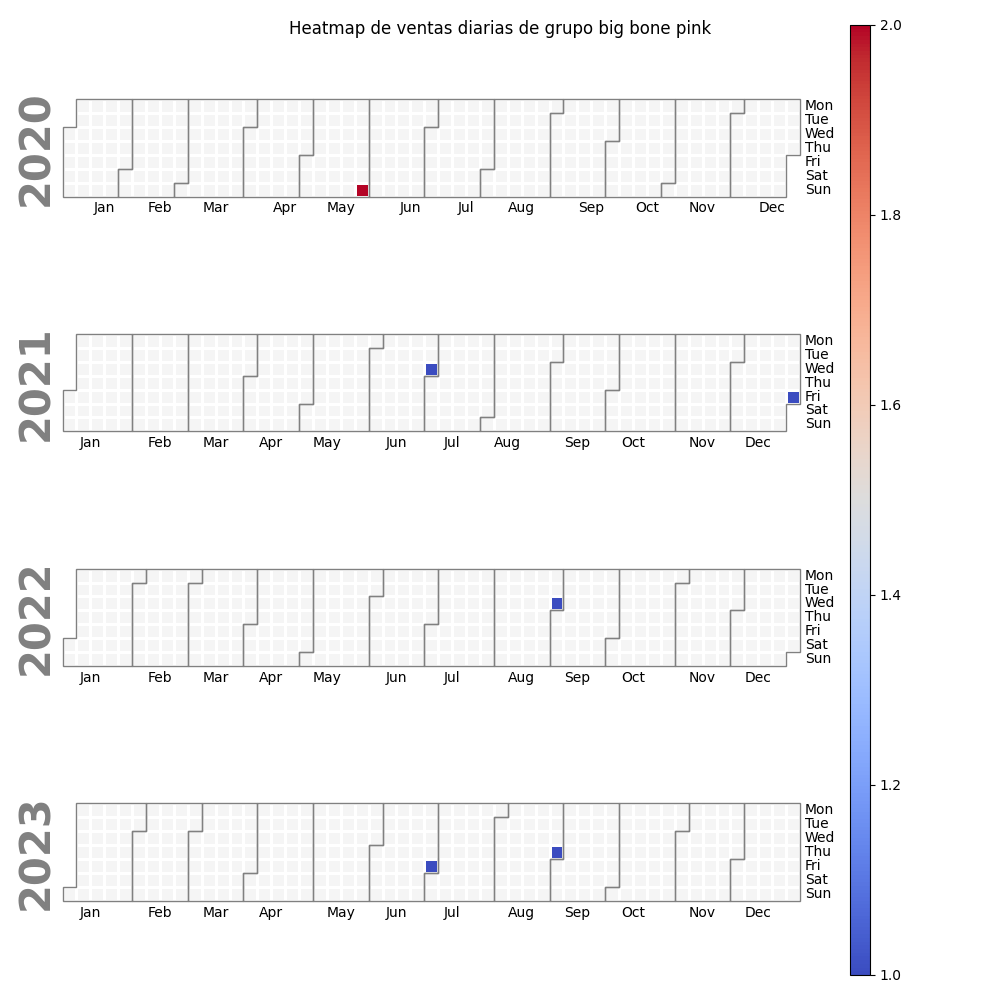 Heatmap de ventas diarias de grupo big bone pink
2020
Mon
Tue
Wed
Thu
Fri
Sat
Sun
Jan Feb Mar Apr May Jun Jul Aug Sep Oct Nov Dec
2021
Mon
Tue
Wed
Thu
Fri
Sat
Sun
Jan Feb Mar Apr May Jun Jul Aug Sep Oct Nov Dec
2022
Mon
Tue
Wed
Thu
Fri
Sat
Sun
Jan Feb Mar Apr May Jun Jul Aug Sep Oct Nov Dec
2023
Mon
Tue
Wed
Thu
Fri
Sat
Sun
Jan Feb Mar Apr May Jun Jul Aug Sep Oct Nov Dec
2.0
1.8
1.6
1.4
1.2
1.0